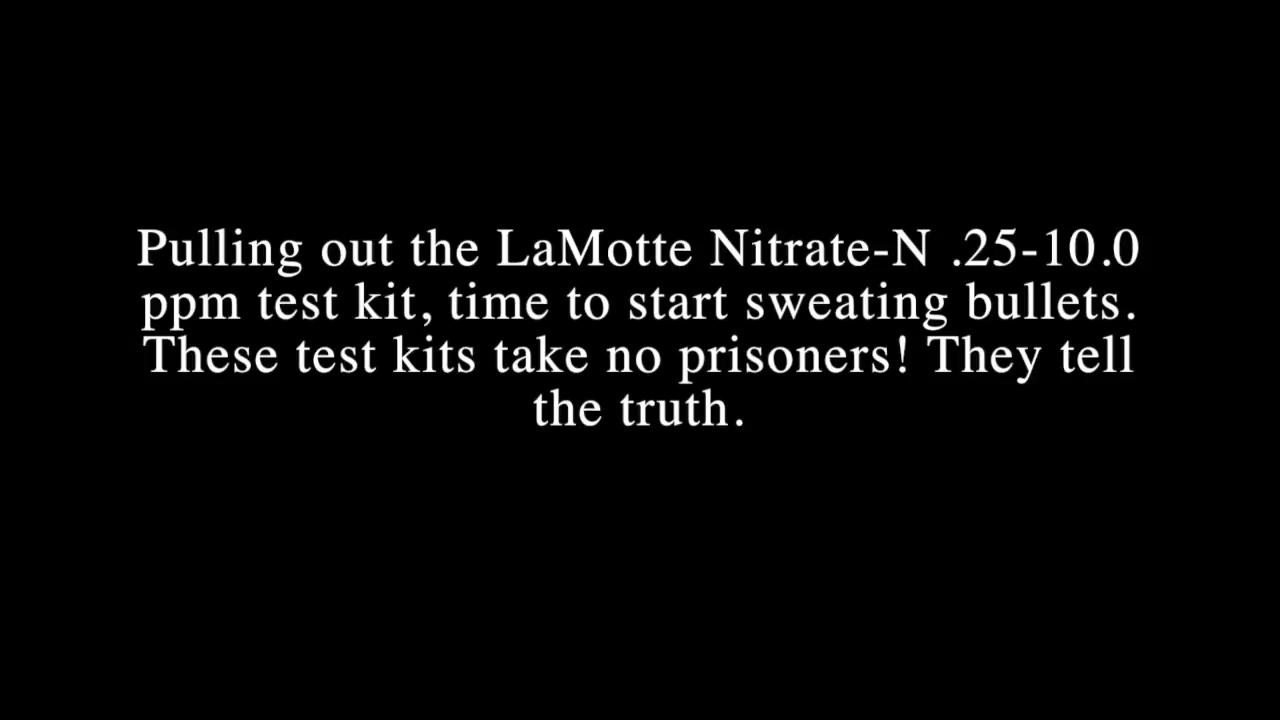 Pulling out the LaMotte Nitrate-N .25-10.0
ppm test kit, time to start sweating bullets.
These test kits take no prisoners! They tell
the truth.